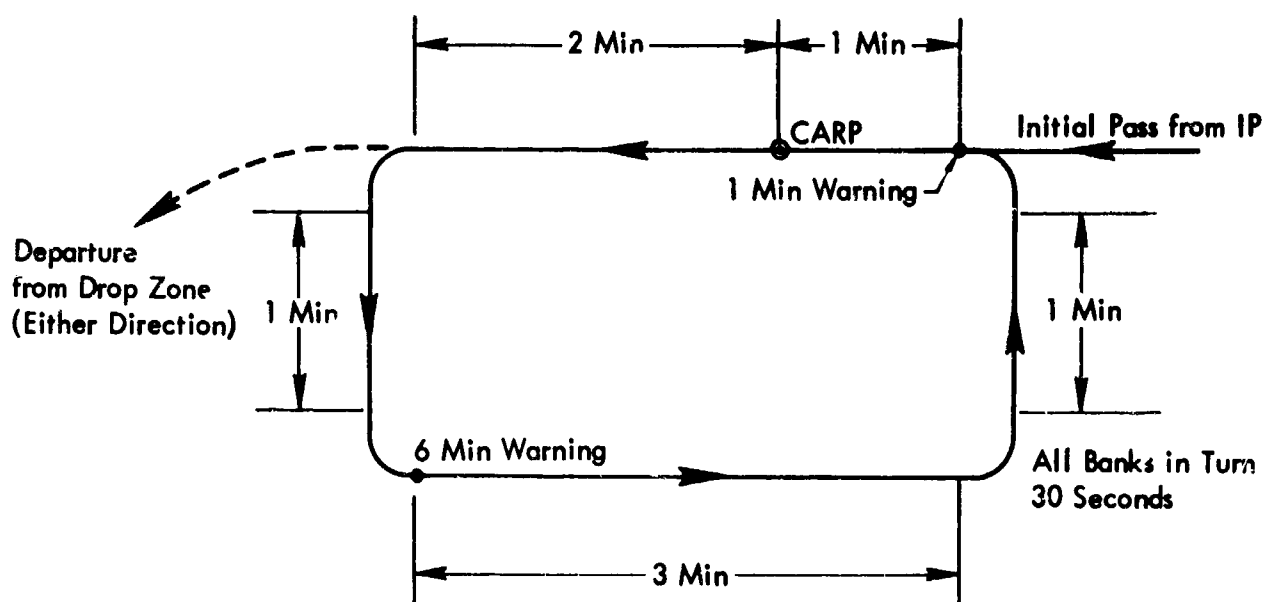 2 Min
1 Min
CARP
Initial Pass from IP
1 Min Warning
Departure
from Drop Zone
(Either Direction)
1 Min
1 Min
6 Min Warning
All Banks in Turn
30 Seconds
3 Min